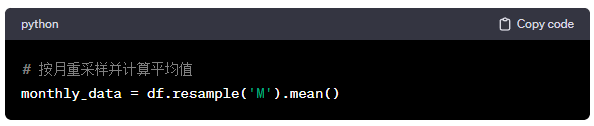 python
Copy code
# 按月重采样并计算平均值
monthly_data = df.resample('M').mean()